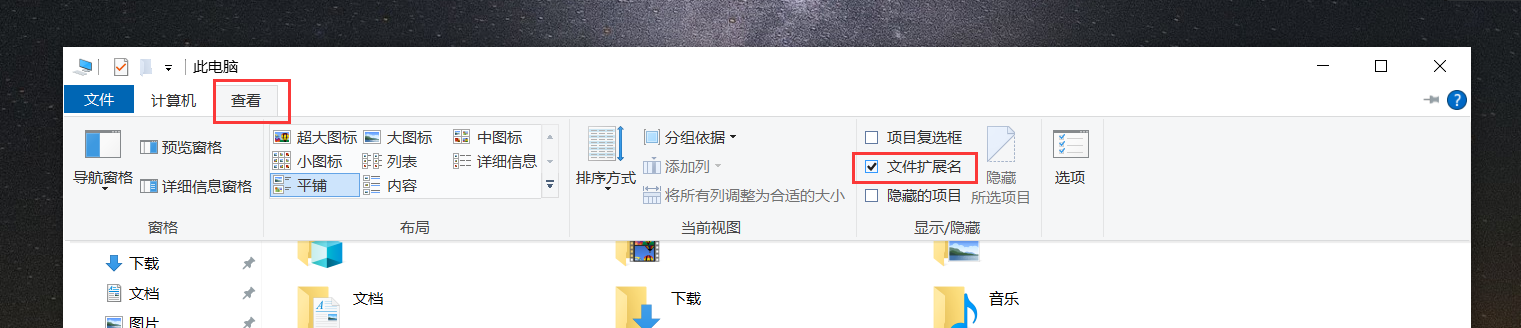 此电脑
文件 计算机 查看
?
超大图标 大图标 中图标
预览窗格
小图标 列表 详细信息
导航窗格
详细信息窗格
平铺 内容
分组依据
添加列
排序方式
将所有列调整为合适的大小
项目复选框
文件扩展名
隐藏的项目
隐藏
所选项目
选项
窗格 布局 当前视图 显示/隐藏
下载
文档
图片
文档 下载 音乐